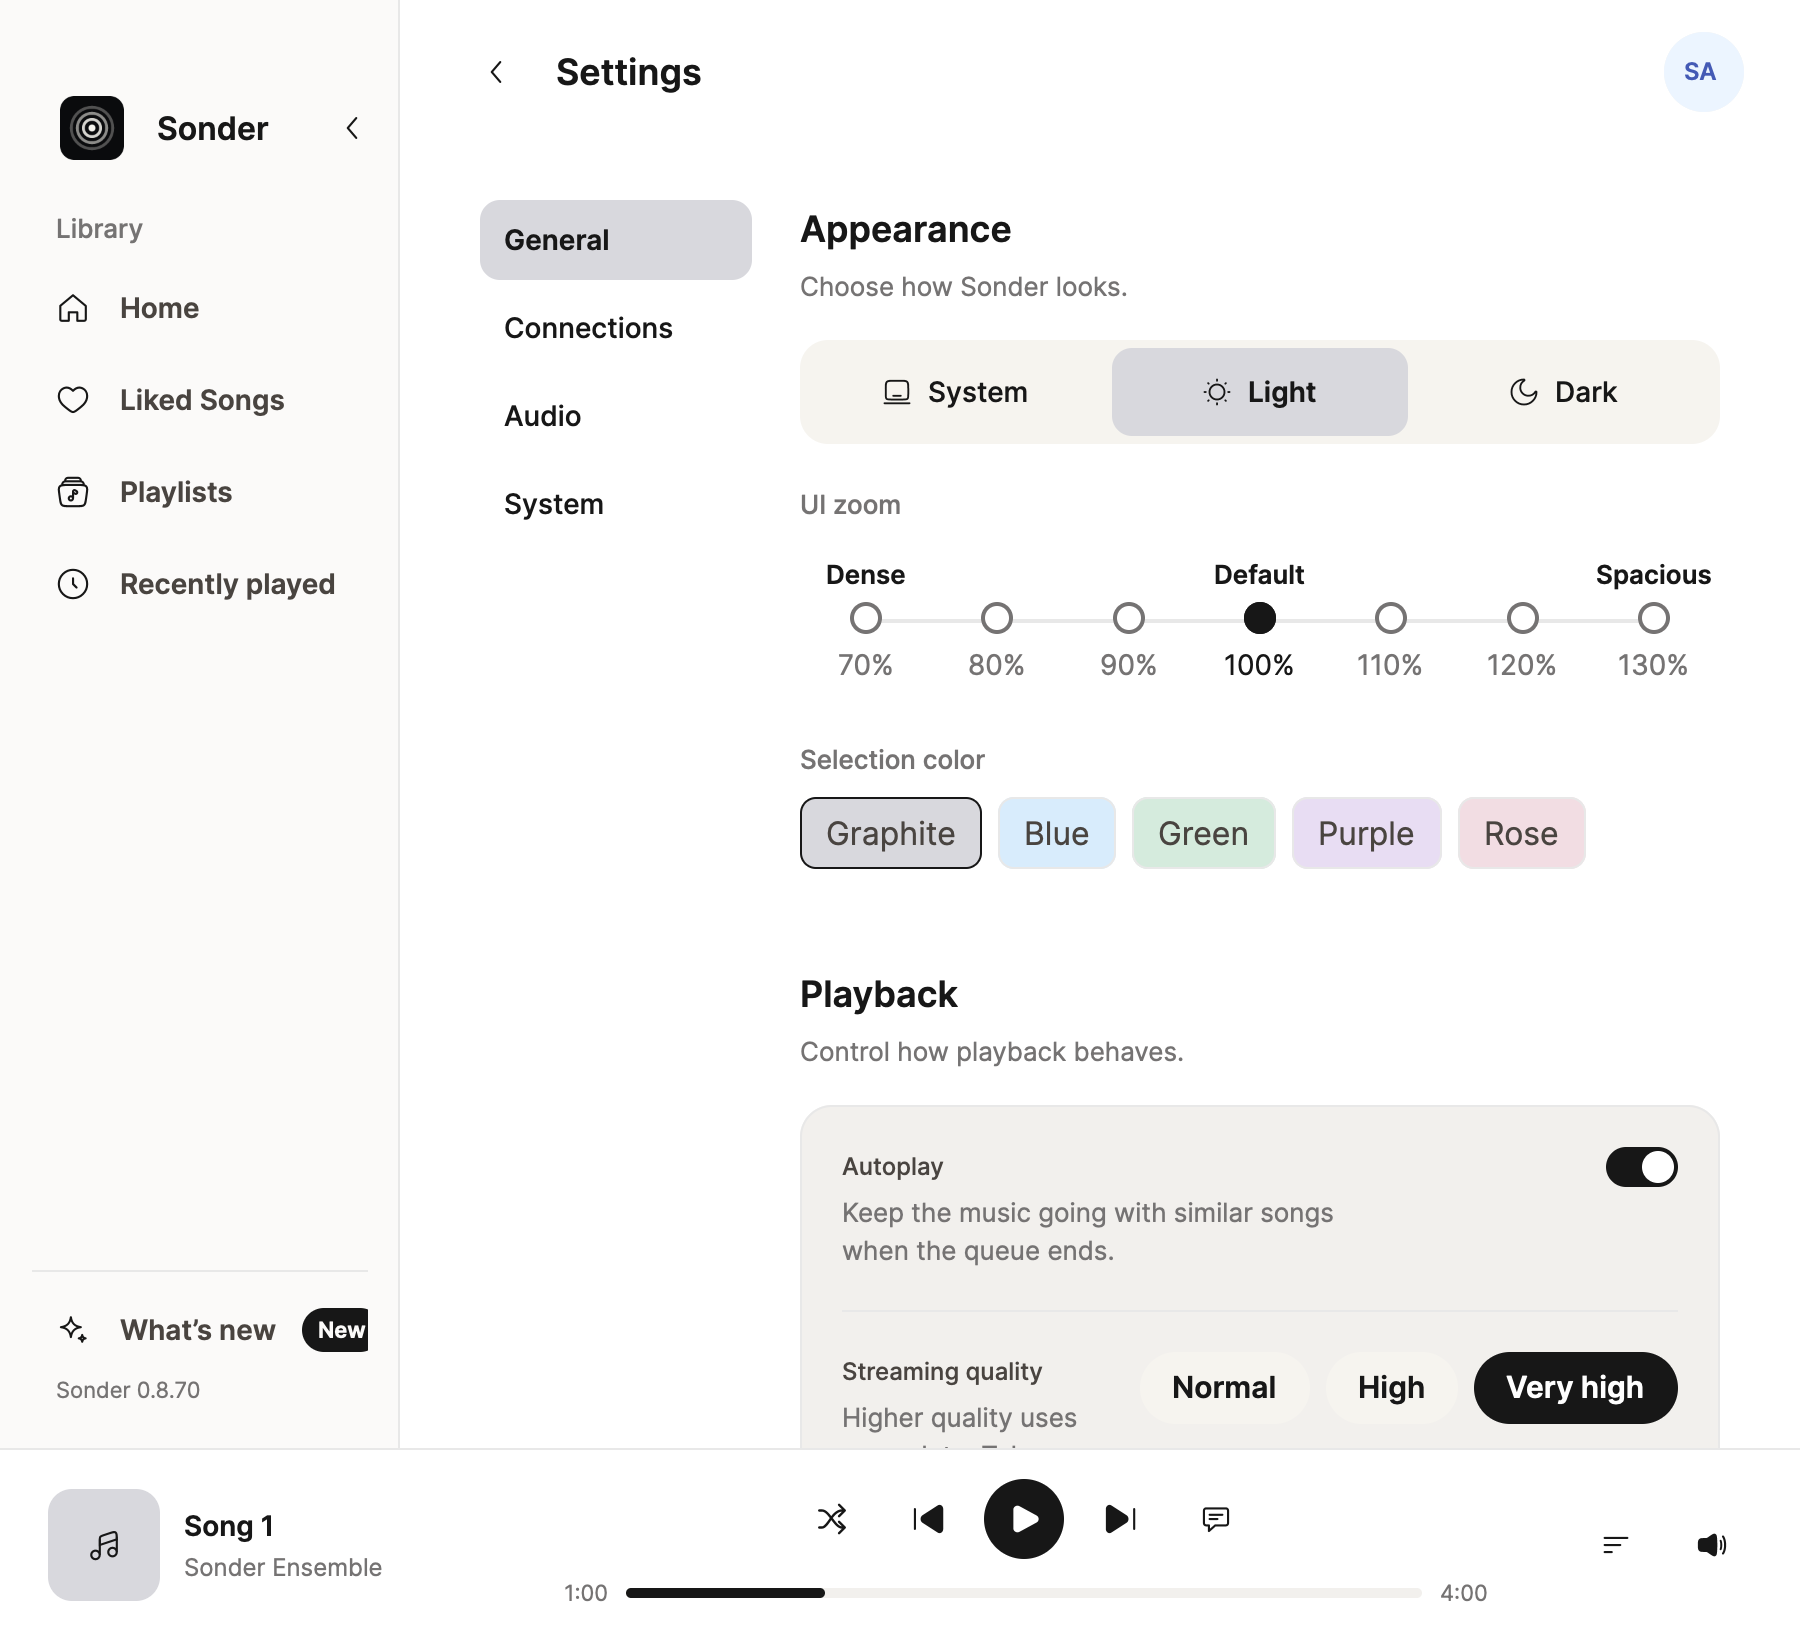 Sonder
Library
Home
Liked Songs
Playlists
Recently played
What's new
New
Sonder 0.8.70
Settings
SA
General
Connections
Audio
System
Appearance
Choose how Sonder looks.
System
Light
Dark
UI zoom
Dense
Default
Spacious
70%
80%
90%
100%
110%
120%
130%
Selection color
Graphite
Blue
Green
Purple
Rose
Playback
Control how playback behaves.
Autoplay
Keep the music going with similar songs
when the queue ends.
Streaming quality
Higher quality uses
Normal
High
Very high
Song 1
Sonder Ensemble
1:00
4:00